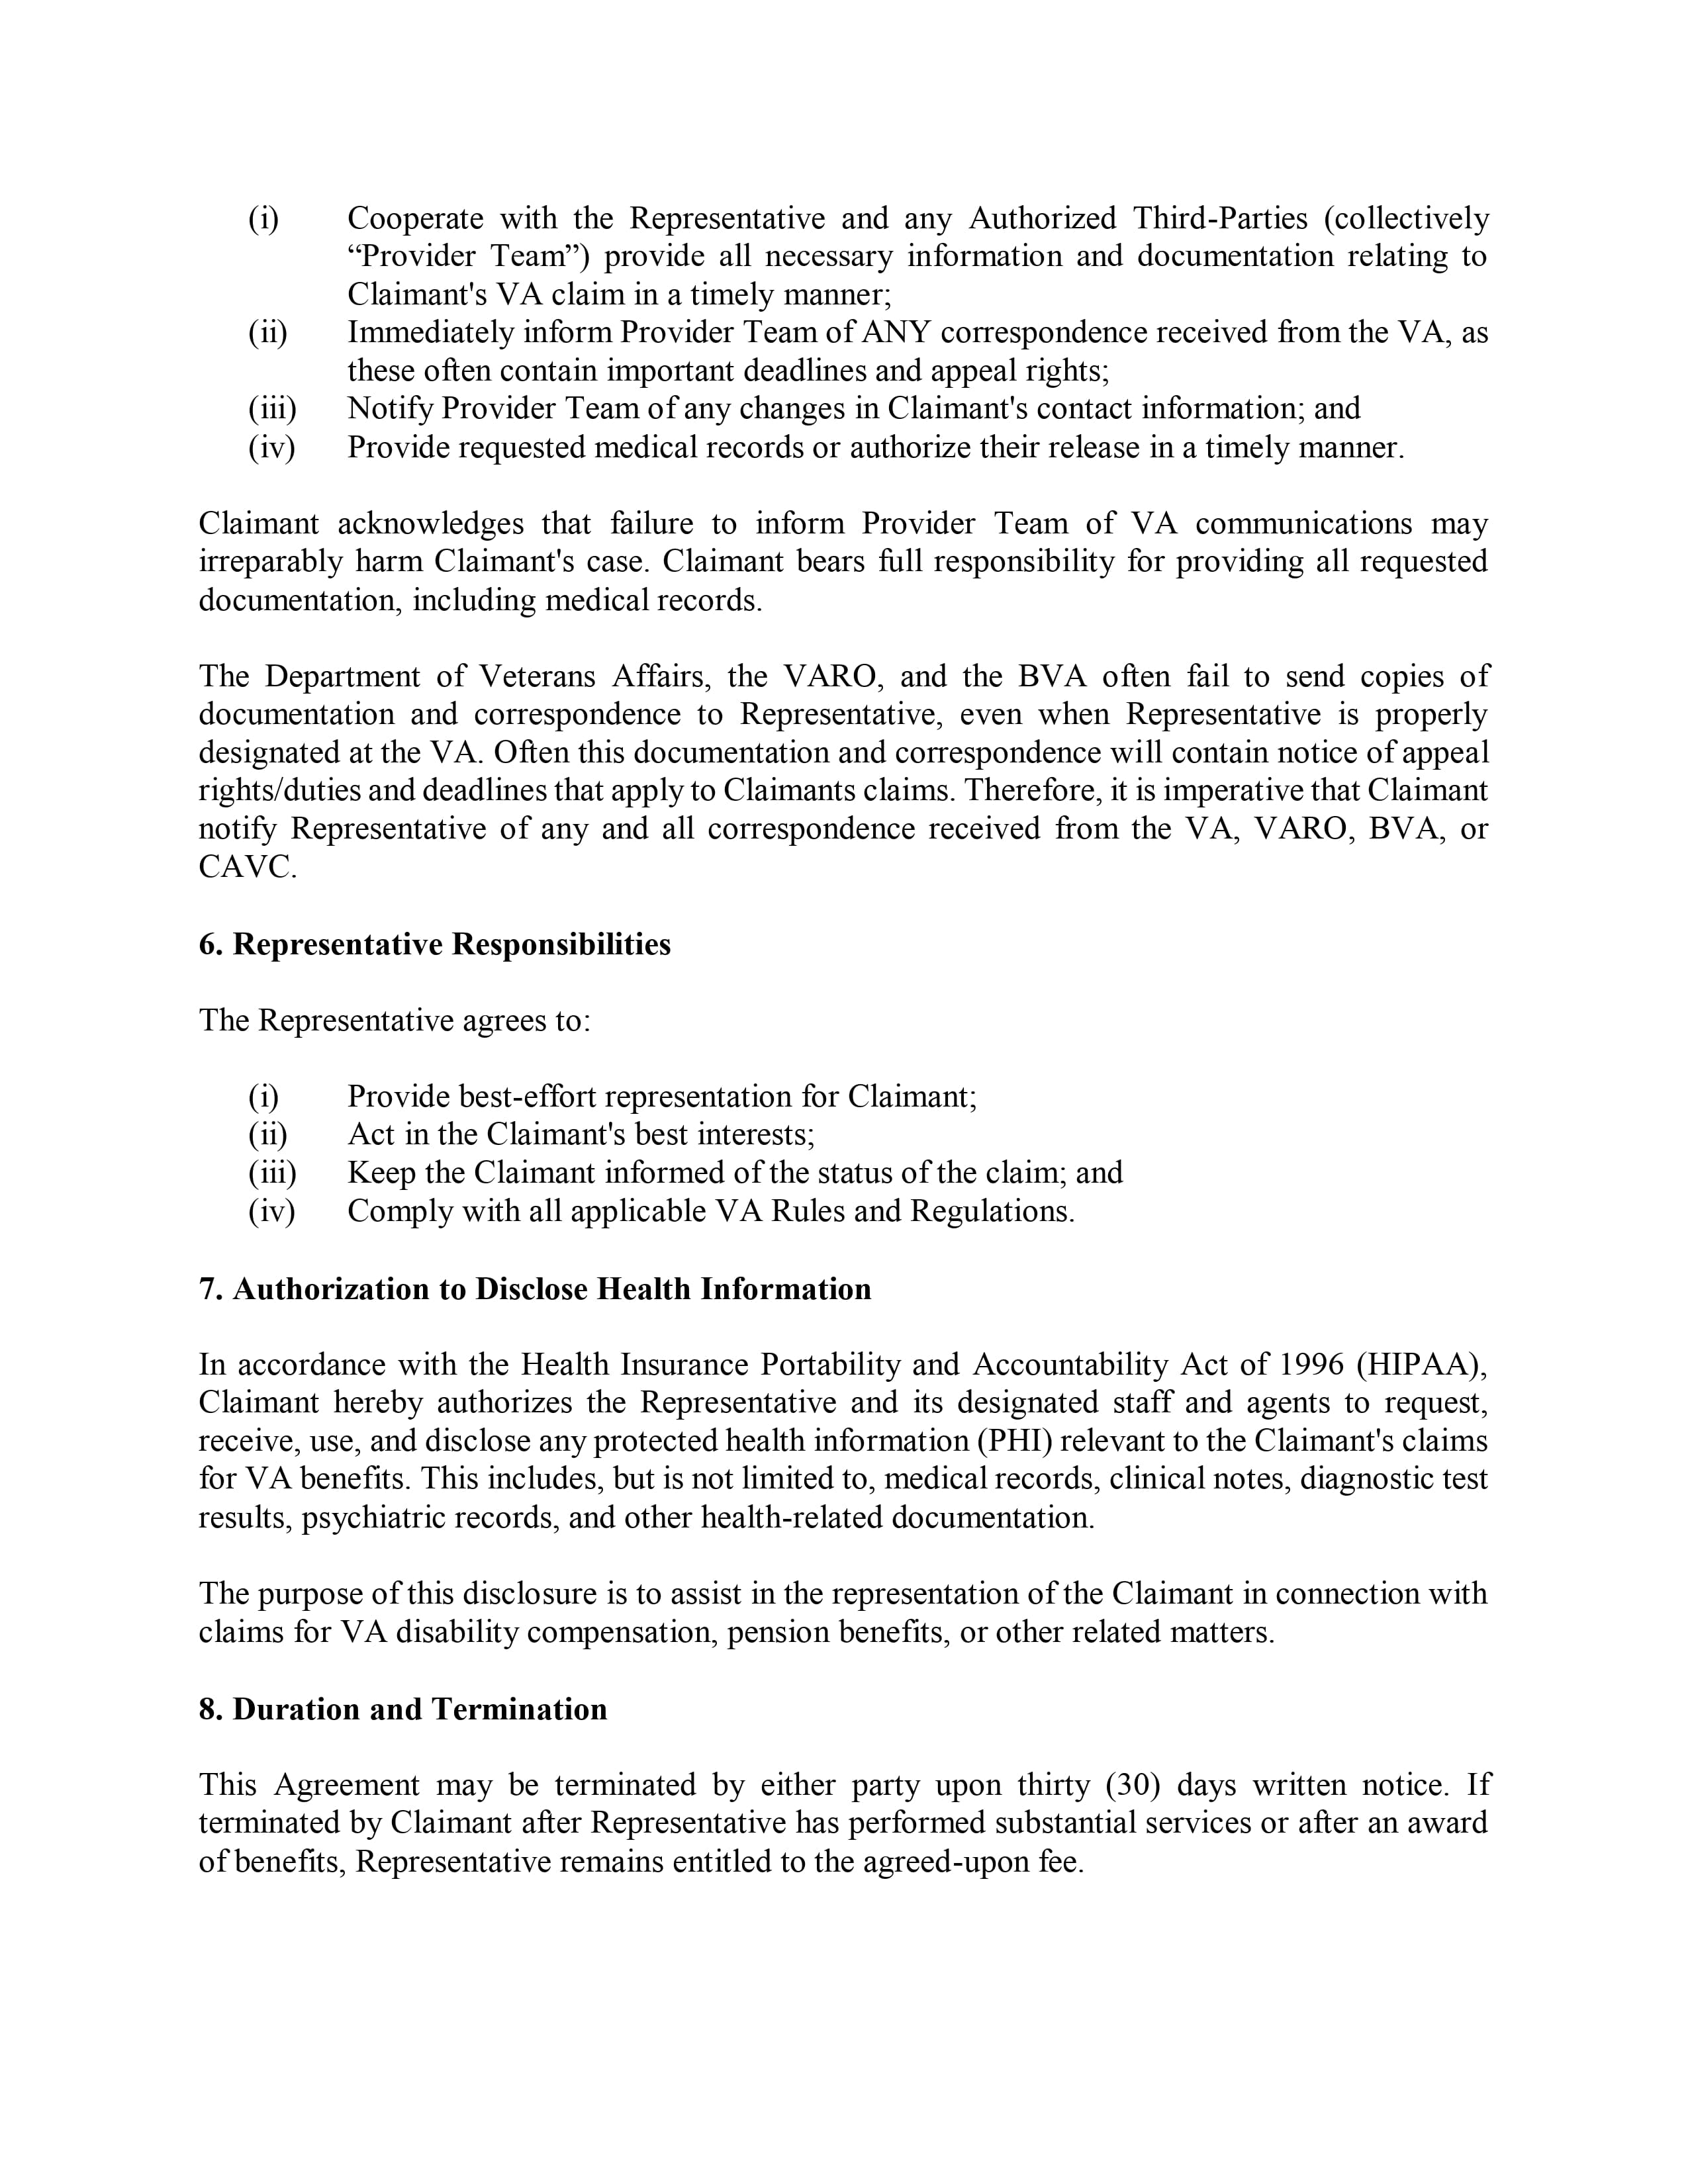 (i) Cooperate with the Representative and any Authorized Third-Parties (collectively
“Provider Team”) provide all necessary information and documentation relating to
Claimant's VA claim in a timely manner;
(ii) Immediately inform Provider Team of ANY correspondence received from the VA, as
these often contain important deadlines and appeal rights;
(iii) Notify Provider Team of any changes in Claimant's contact information; and
(iv) Provide requested medical records or authorize their release in a timely manner.
Claimant acknowledges that failure to inform Provider Team of VA communications may
irreparably harm Claimant's case. Claimant bears full responsibility for providing all requested
documentation, including medical records.
The Department of Veterans Affairs, the VARO, and the BVA often fail to send copies of
documentation and correspondence to Representative, even when Representative is properly
designated at the VA. Often this documentation and correspondence will contain notice of appeal
rights/duties and deadlines that apply to Claimants claims. Therefore, it is imperative that Claimant
notify Representative of any and all correspondence received from the VA, VARO, BVA, or
CAVC.
6. Representative Responsibilities
The Representative agrees to:
(i) Provide best-effort representation for Claimant;
(ii) Act in the Claimant's best interests;
(iii) Keep the Claimant informed of the status of the claim; and
(iv) Comply with all applicable VA Rules and Regulations.
7. Authorization to Disclose Health Information
In accordance with the Health Insurance Portability and Accountability Act of 1996 (HIPAA),
Claimant hereby authorizes the Representative and its designated staff and agents to request,
receive, use, and disclose any protected health information (PHI) relevant to the Claimant's claims
for VA benefits. This includes, but is not limited to, medical records, clinical notes, diagnostic test
results, psychiatric records, and other health-related documentation.
The purpose of this disclosure is to assist in the representation of the Claimant in connection with
claims for VA disability compensation, pension benefits, or other related matters.
8. Duration and Termination
This Agreement may be terminated by either party upon thirty (30) days written notice. If
terminated by Claimant after Representative has performed substantial services or after an award
of benefits, Representative remains entitled to the agreed-upon fee.